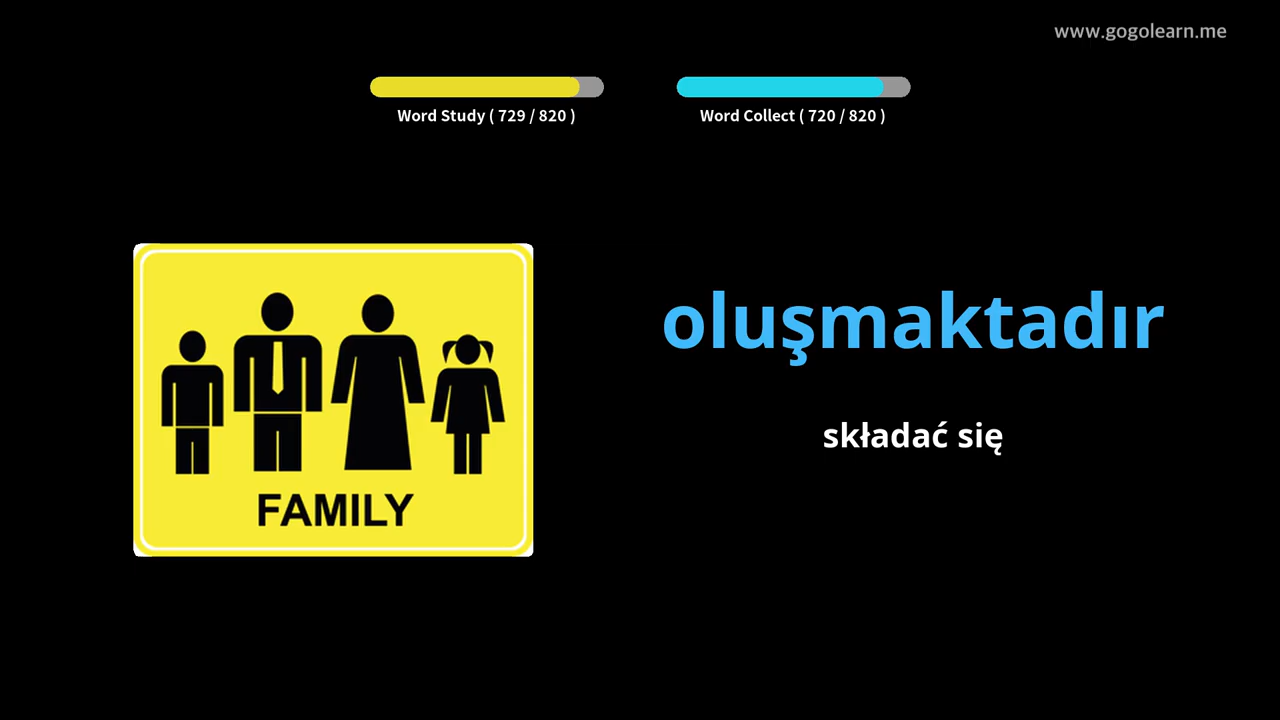 www.gogolearn.me
Word Study ( 729 / 820 )
Word Collect ( 720 / 820 )
FAMILY
oluşmaktadır
składać się